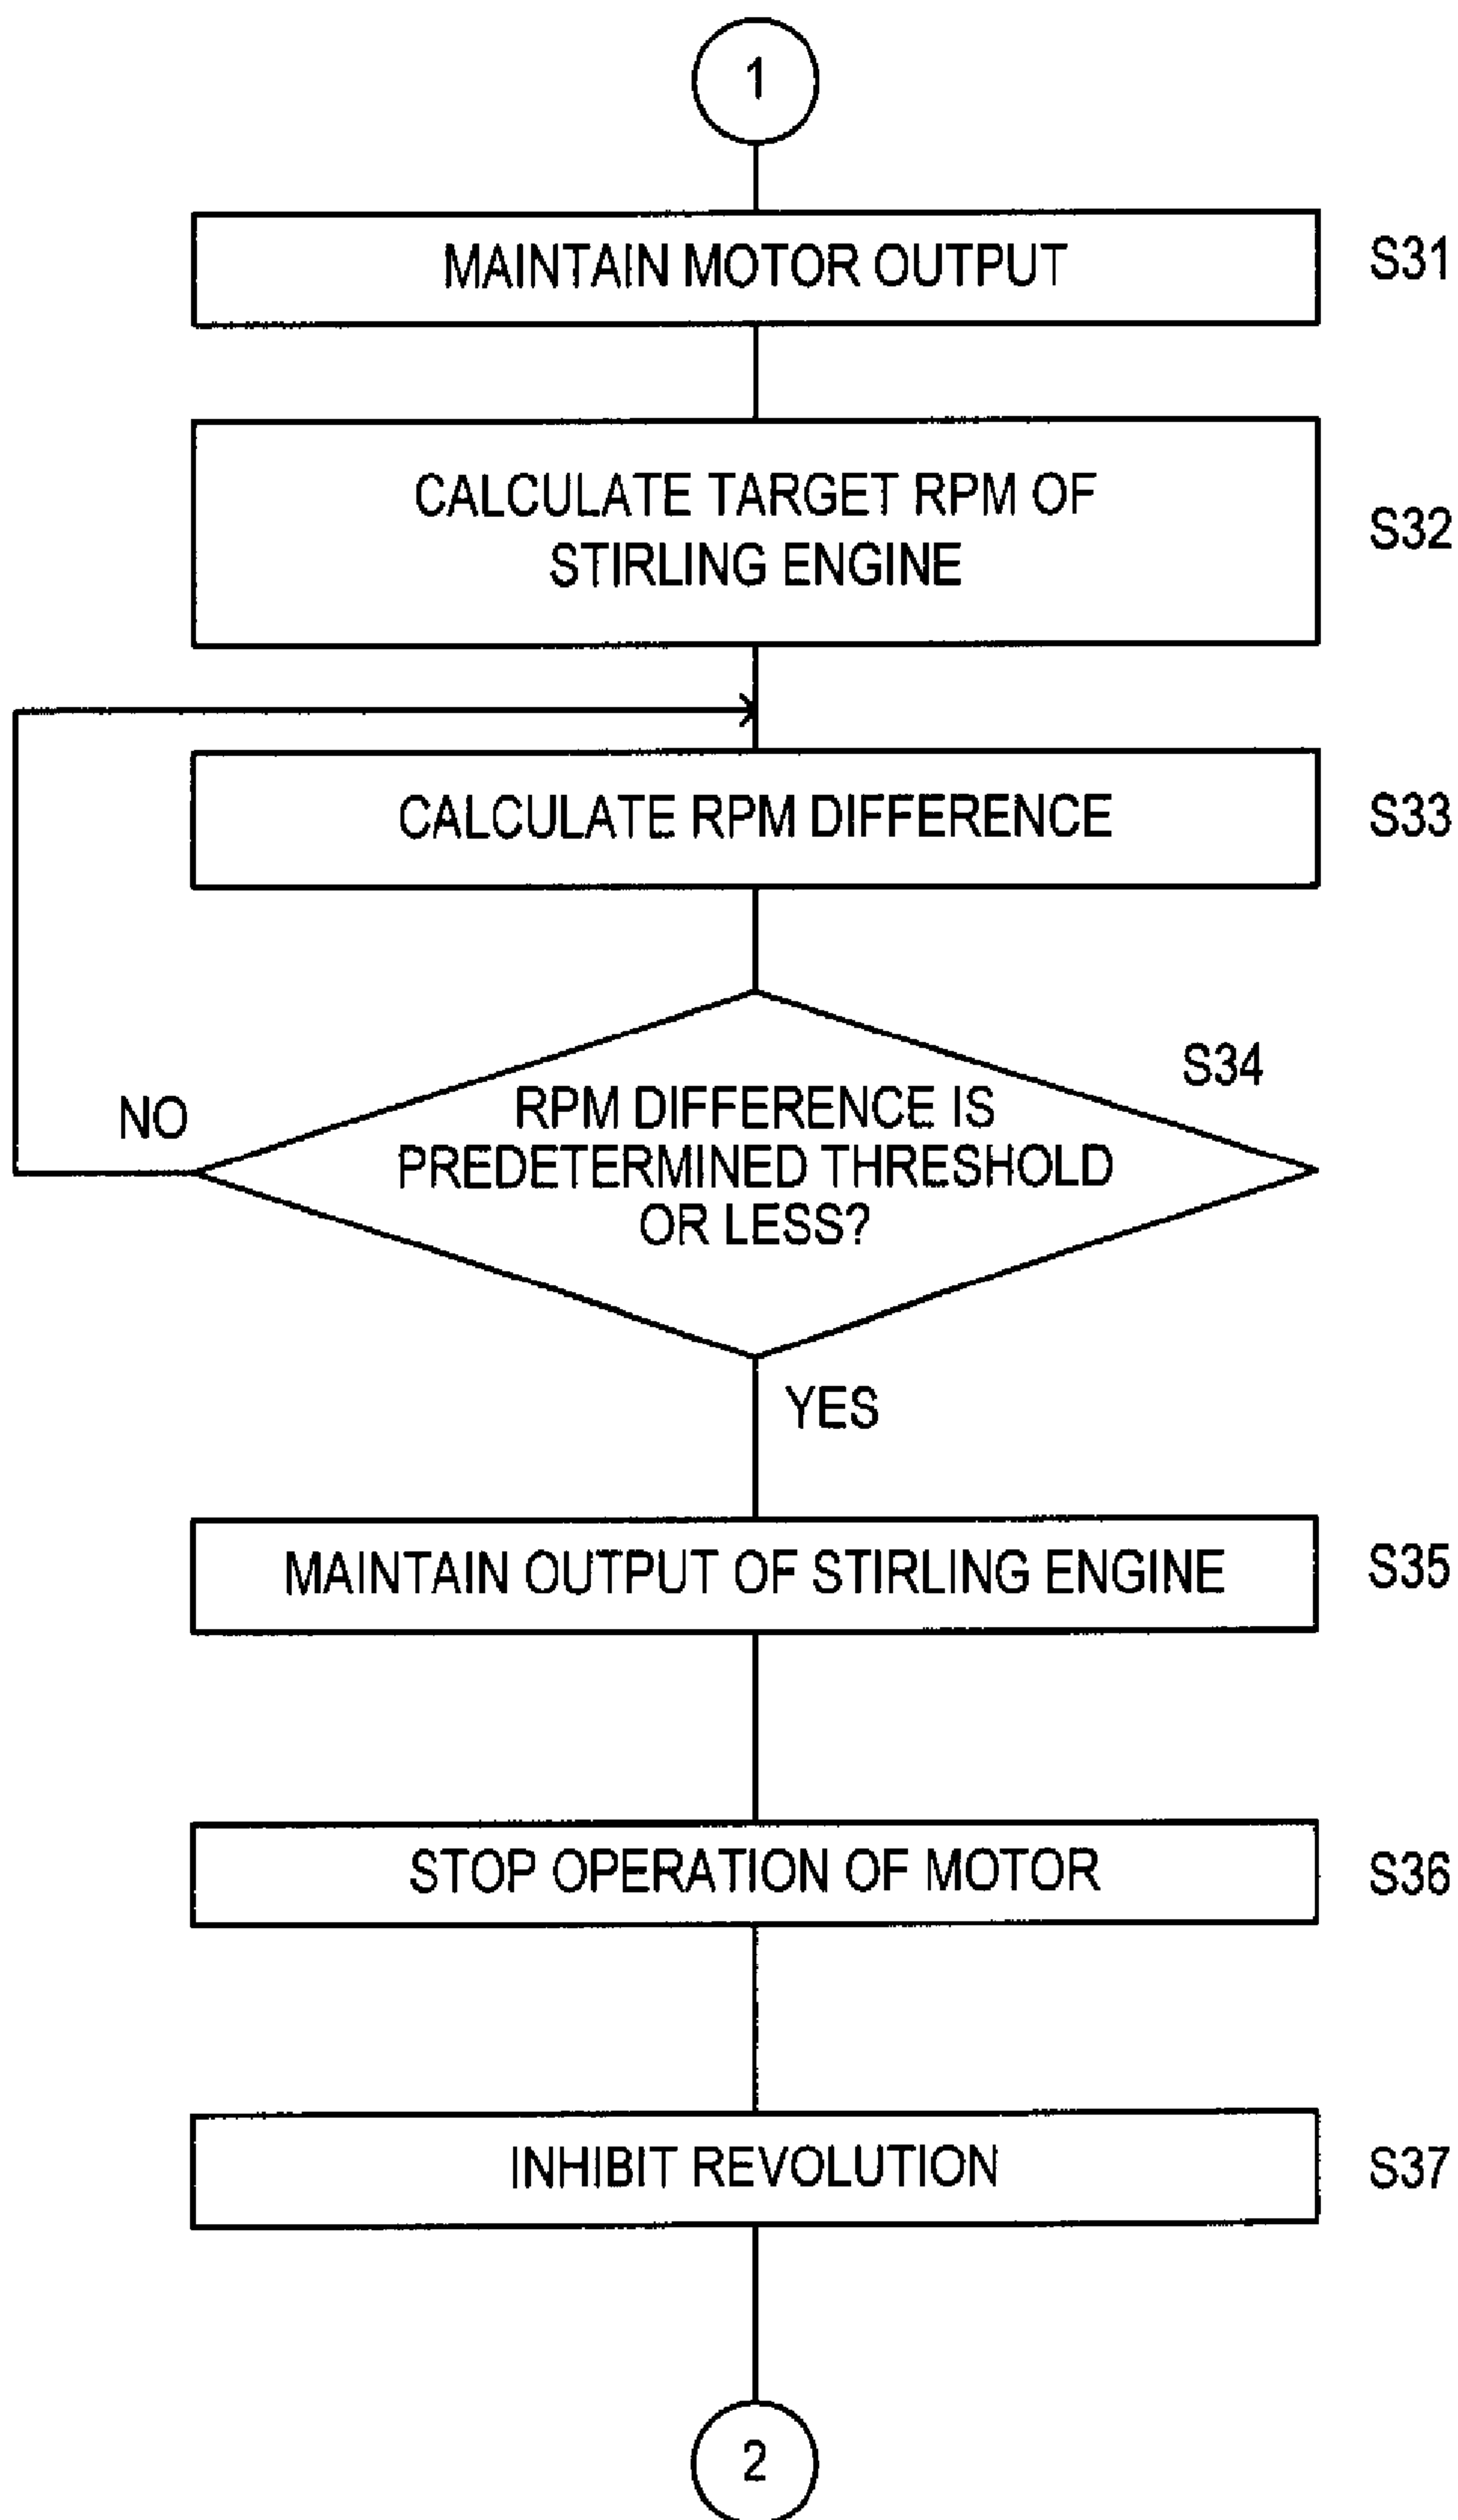 1
MAINTAIN MOTOR OUTPUT
S31
CALCULATE TARGET RPM OF
STIRLING ENGINE
S32
CALCULATE RPM DIFFERENCE
S33
S34
NO
RPM DIFFERENCE IS
PREDETERMINED THRESHOLD
OR LESS?
YES
MAINTAIN OUTPUT OF STIRLING ENGINE
S35
STOP OPERATION OF MOTOR
S36
INHIBIT REVOLUTION
S37
2